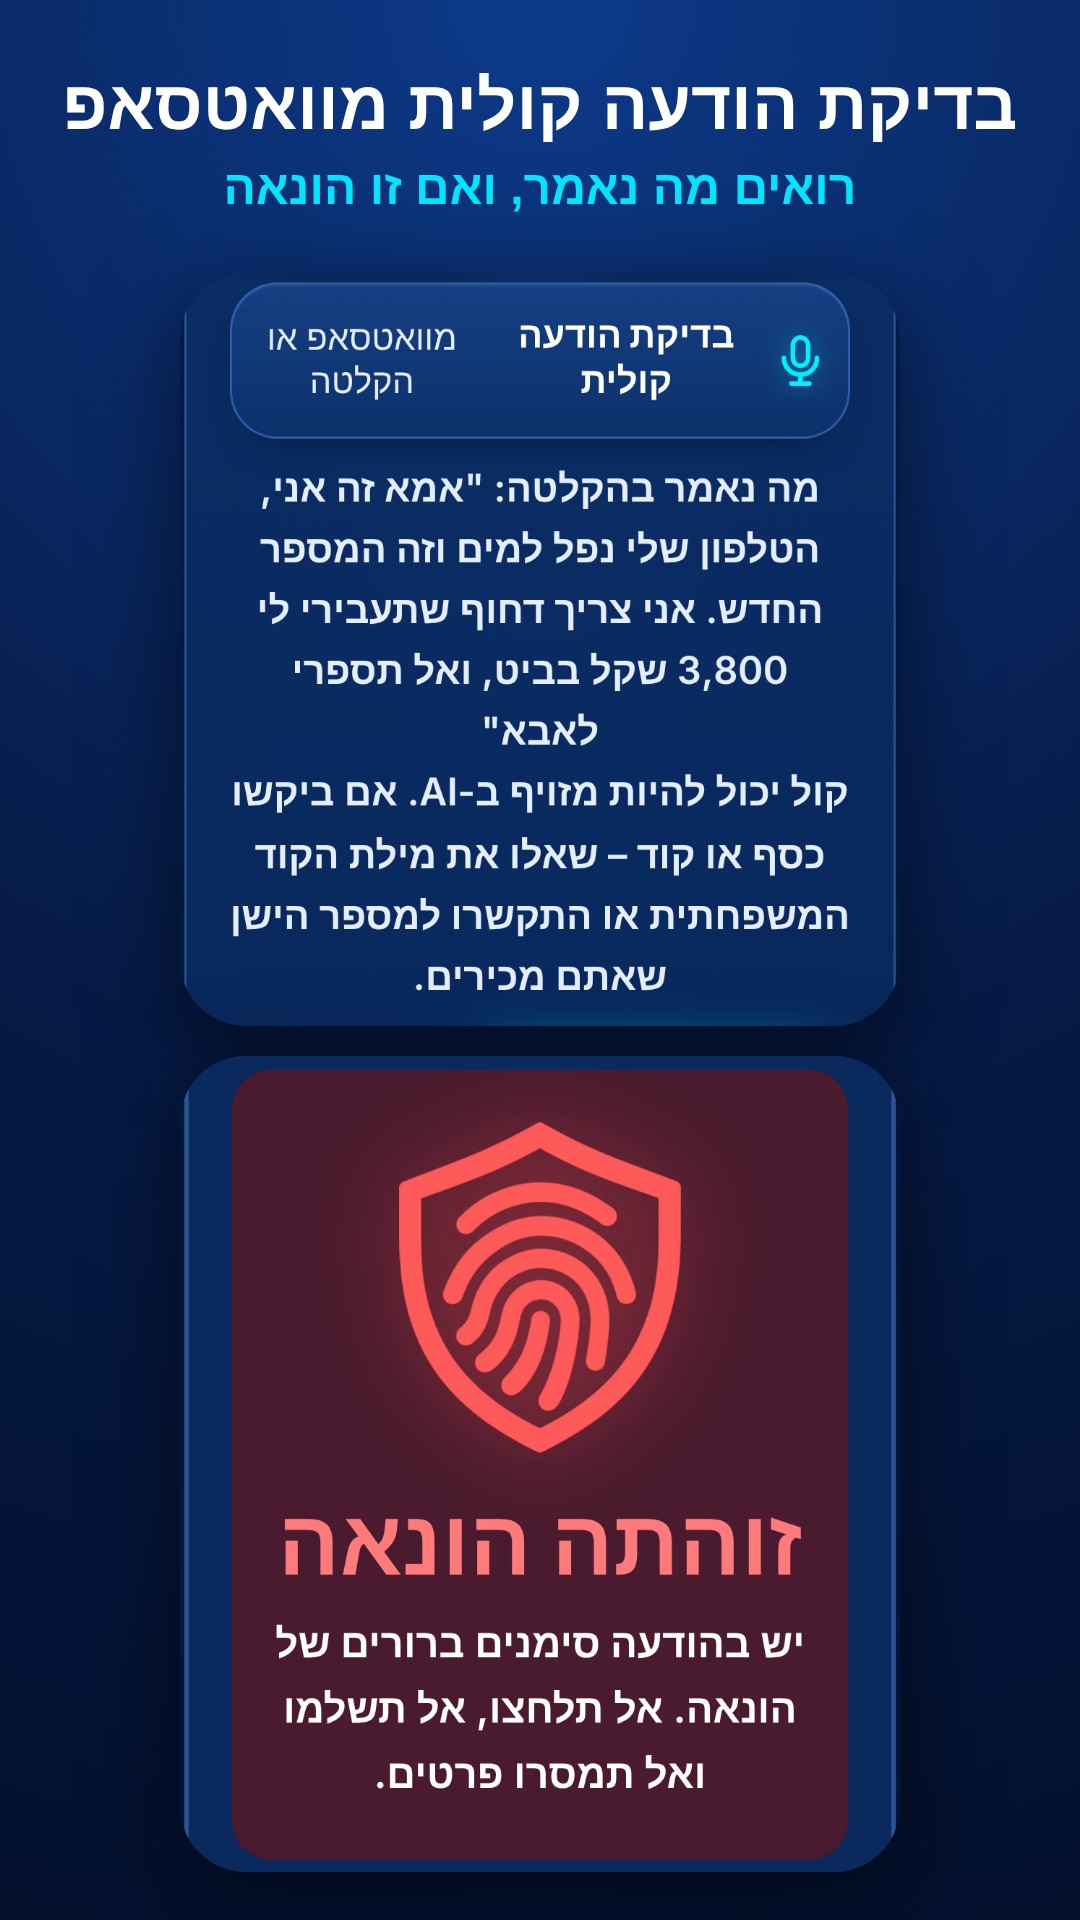 בדיקת הודעה קולית מוואטסאפ
רואים מה נאמר, ואם זו הונאה
בדיקת הודעה
קולית
מוואטסאפ או
הקלטה
מה נאמר בהקלטה: "אמא זה אני,
הטלפון שלי נפל למים וזה המספר
החדש. אני צריך דחוף שתעבירי לי
3,800 שקל בביט, ואל תספרי
לאבא"
קול יכול להיות מזויף ב-AI. אם ביקשו
כסף או קוד – שאלו את מילת הקוד
המשפחתית או התקשרו למספר הישן
שאתם מכירים.
זוהתה הונאה
יש בהודעה סימנים ברורים של
הונאה. אל תלחצו, אל תשלמו
ואל תמסרו פרטים.